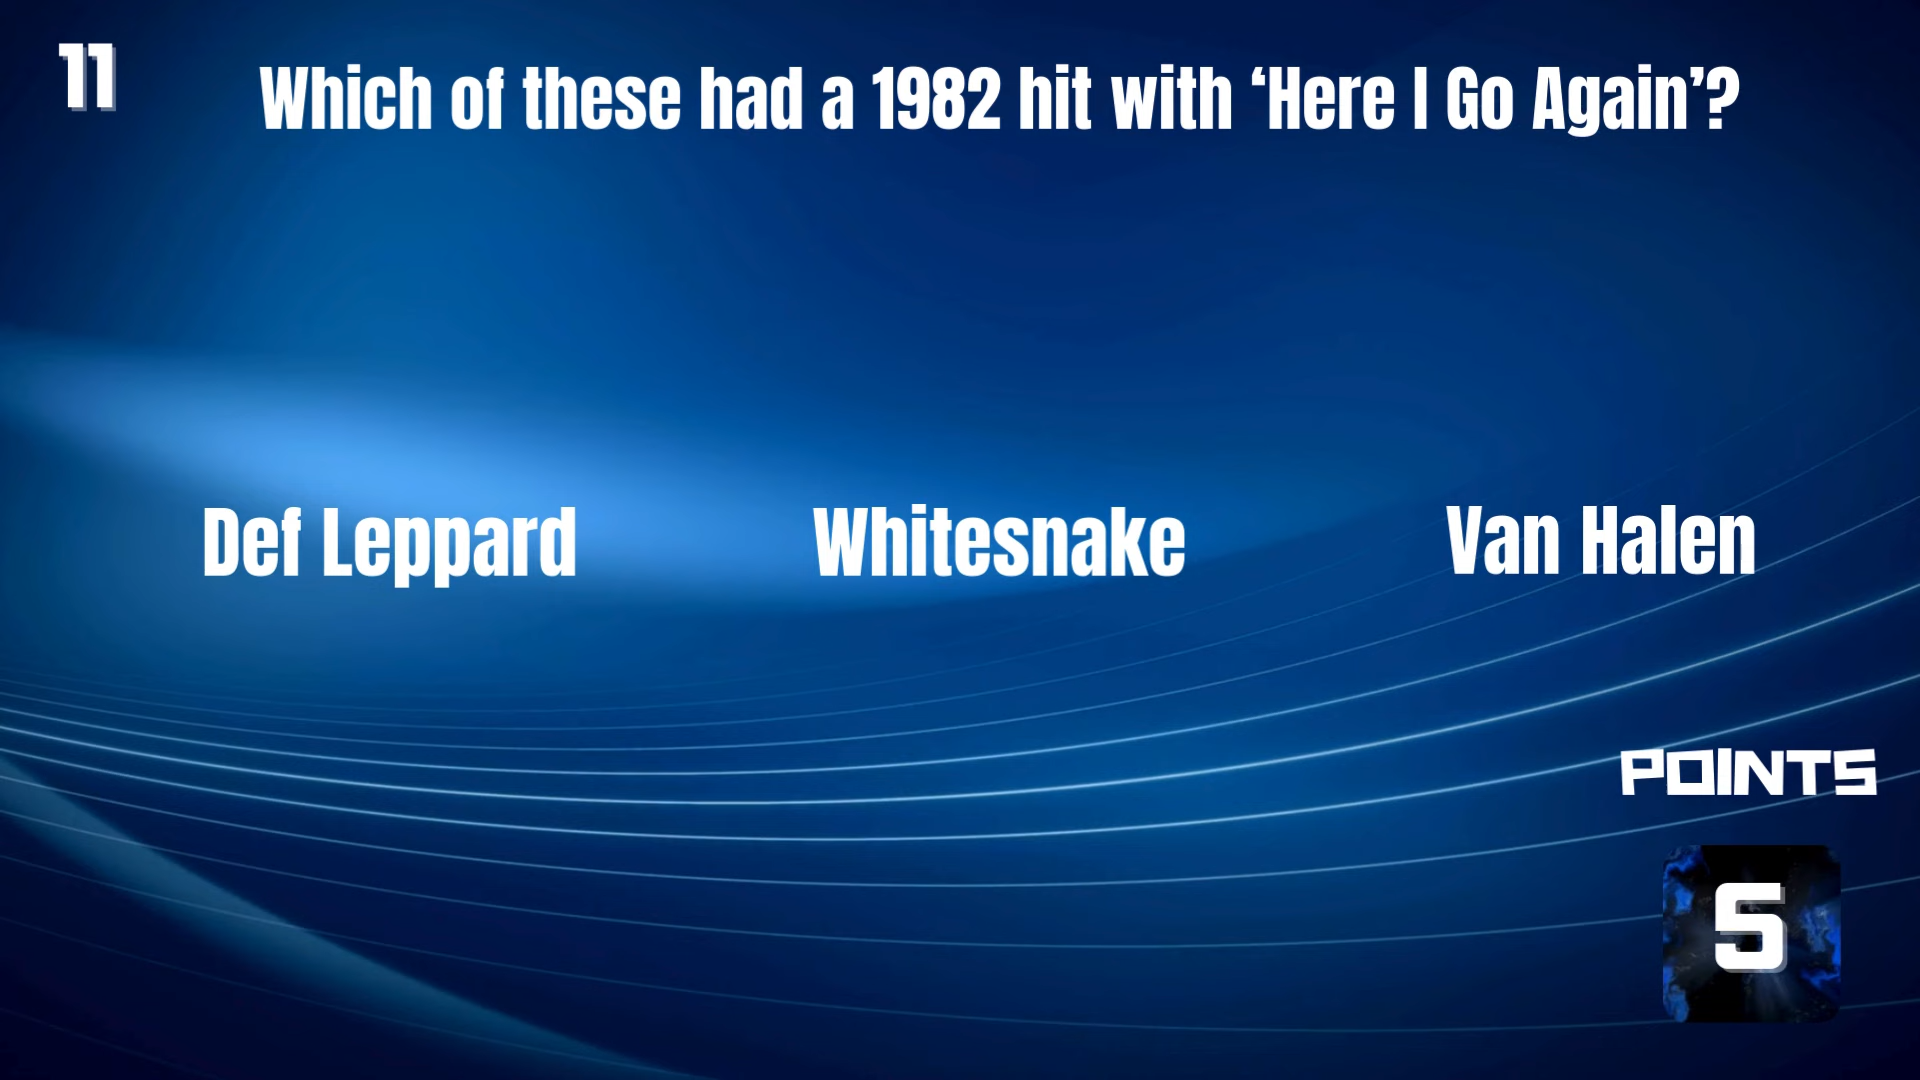 11
Which of these had a 1982 hit with ‘Here I Go Again’?
Def Leppard
Whitesnake
Van Halen
POINTS
5